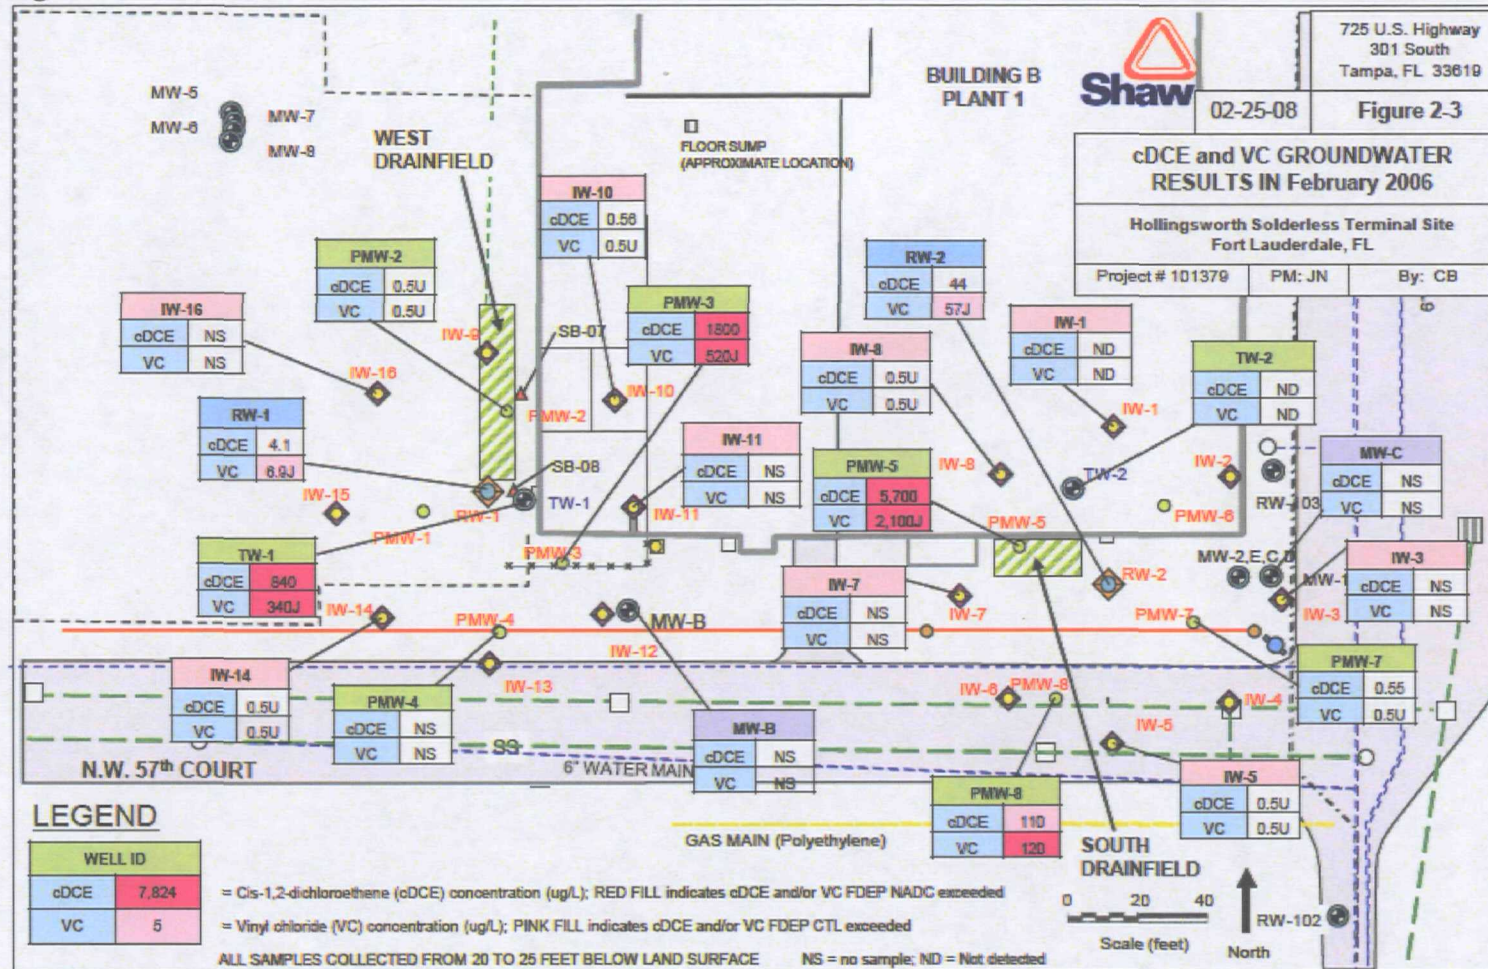 725 U.S. Highway
301 South
Tampa, FL 33619
Shaw
02-25-08
Figure 2-3
cDCE and VC GROUNDWATER
RESULTS IN February 2006
Hollingsworth Solderless Terminal Site
Fort Lauderdale, FL
Project # 101379
PM: JN
By: CB
BUILDING B
PLANT 1
MW-5
MW-6
MW-7
MW-8
WEST
DRAINFIELD
FLOOR SUMP
(APPROXIMATE LOCATION)
IW-10
cDCE 0.56
VC 0.5U
PMW-2
cDCE 0.5U
VC 0.5U
RW-2
cDCE 44
VC 57J
IW-16
cDCE NS
VC NS
PMW-3
cDCE 1800
VC 520J
IW-8
cDCE 0.5U
VC 0.5U
IW-1
cDCE ND
VC ND
TW-2
cDCE ND
VC ND
6"
IW-9
SB-07
IW-16
PMW-2
IW-10
IW-1
RW-1
cDCE 4.1
VC 6.9J
IW-11
cDCE NS
VC NS
PMW-5
cDCE 5,700
VC 2,100J
MW-C
cDCE NS
VC NS
SB-08
IW-8
TW-2
IW-2
IW-15
RW-1
TW-1
IW-11
PMW-1
PMW-3
PMW-5
PMW-6
TW-1
cDCE 840
VC 340J
IW-7
cDCE NS
VC NS
MW-2,E,C,D
MW-1
IW-3
cDCE NS
VC NS
RW-2
IW-14
PMW-4
MW-B
IW-7
PMW-7
IW-3
IW-12
IW-13
IW-14
cDCE 0.5U
VC 0.5U
PMW-4
cDCE NS
VC NS
MW-B
cDCE NS
VC NS
PMW-7
cDCE 0.55
VC 0.5U
IW-6
PMW-8
IW-4
IW-5
SS
N.W. 57th COURT
6" WATER MAIN
PMW-8
cDCE 110
VC 120
IW-5
cDCE 0.5U
VC 0.5U
GAS MAIN (Polyethylene)
SOUTH
DRAINFIELD
LEGEND
WELL ID
cDCE 7,824
VC 5
= Cis-1,2-dichloroethene (cDCE) concentration (ug/L); RED FILL indicates cDCE and/or VC FDEP NADC exceeded
= Vinyl chloride (VC) concentration (ug/L); PINK FILL indicates cDCE and/or VC FDEP CTL exceeded
ALL SAMPLES COLLECTED FROM 20 TO 25 FEET BELOW LAND SURFACE NS = no sample; ND = Not detected
0 20 40
Scale (feet)
North
RW-102